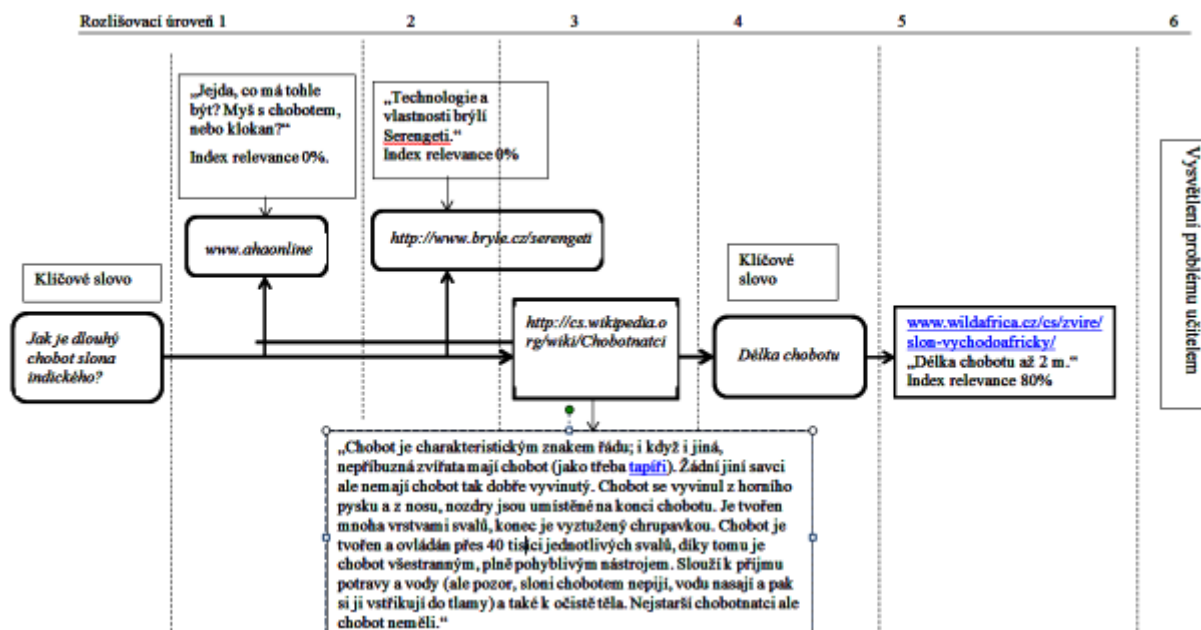 Rozlišovací úroveň 1 2 3 4 5 6
„Jejda, co má tohle
být? Myš s chobotem,
nebo klokan?“
Index relevance 0%.
„Technologie a
vlastnosti brýlí
Serengeti.“
Index relevance 0%
www.ahaonline
http://www.bryle.cz/serengeti
Klíčové slovo
Jak je dlouhý
chobot slona
indického?
http://cs.wikipedia.o
rg/wiki/Chobotnatci
Klíčové
slovo
Délka chobotu
www.wildafrica.cz/cs/zvire/
slon-vychodoafricky/
„Délka chobotu až 2 m.“
Index relevance 80%
Vysvětlení problému učitelem
„Chobot je charakteristickým znakem řádu; i když i jiná,
nepříbuzná zvířata mají chobot (jako třeba tapíři). Žádní jiní savci
ale nemají chobot tak dobře vyvinutý. Chobot se vyvinul z horního
pysku a z nosu, nozdry jsou umístěné na konci chobotu. Je tvořen
mnoha vrstvami svalů, konec je vyztužený chrupavkou. Chobot je
tvořen a ovládán přes 40 tisíci jednotlivých svalů, díky tomu je
chobot všestranným, plně pohyblivým nástrojem. Slouží k příjmu
potravy a vody (ale pozor, sloni chobotem nepijí, vodu nasají a pak
si ji vstřikují do tlamy) a také k očistě těla. Nejstarší chobotnatci ale
chobot neměli.“